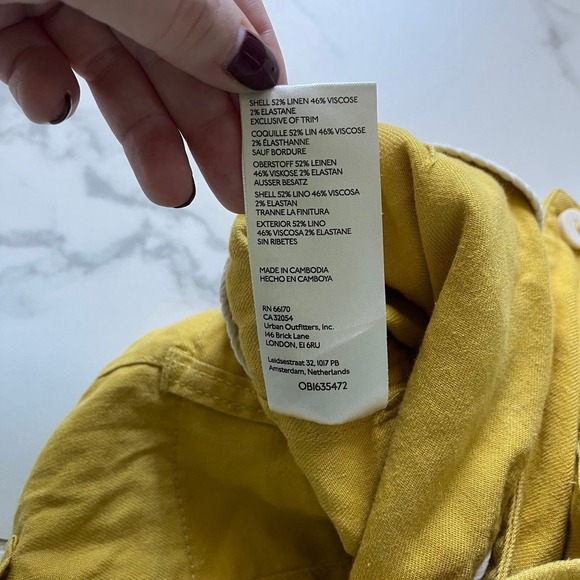 SHELL 52% LINEN 46% VISCOSE
2% ELASTANE
EXCLUSIVE OF TRIM
COQUILLE 52% LIN 46% VISCOSE
2% ÉLASTHANNE
SAUF BORDURE
OBERSTOFF 52% LEINEN
46% VISKOSE 2% ELASTAN
AUSSER BESATZ
SHELL 52% LINO 46% VISCOSA
2% ELASTAN
TRANNE LA FINITURA
EXTERIOR 52% LINO
46% VISCOSA 2% ELASTANE
SIN RIBETES
MADE IN CAMBODIA
HECHO EN CAMBOYA
RN 66170
CA 32054
Urban Outfitters, Inc.
146 Brick Lane
LONDON, E1 6RU
Leidsestraat 32, 1017 PB
Amsterdam, Netherlands
OB1635472